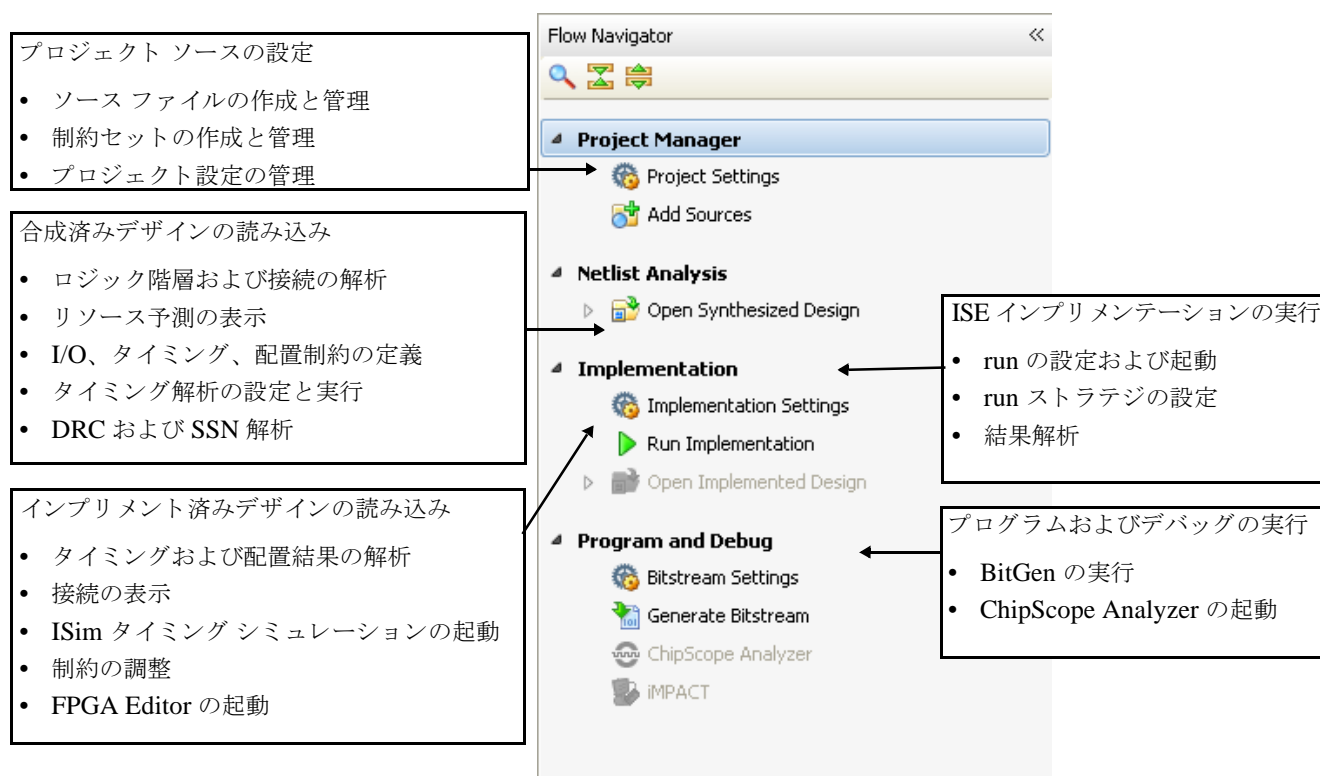 プロジェクト ソースの設定
• ソース ファイルの作成と管理
• 制約セットの作成と管理
• プロジェクト設定の管理
合成済みデザインの読み込み
• ロジック階層および接続の解析
• リソース予測の表示
• I/O、タイミング、配置制約の定義
• タイミング解析の設定と実行
• DRC および SSN 解析
インプリメント済みデザインの読み込み
• タイミングおよび配置結果の解析
• 接続の表示
• ISim タイミング シミュレーションの起動
• 制約の調整
• FPGA Editor の起動
Flow Navigator
Project Manager
Project Settings
Add Sources
Netlist Analysis
Open Synthesized Design
Implementation
Implementation Settings
Run Implementation
Open Implemented Design
Program and Debug
Bitstream Settings
Generate Bitstream
ChipScope Analyzer
iMPACT
ISE インプリメンテーションの実行
• run の設定および起動
• run ストラテジの設定
• 結果解析
プログラムおよびデバッグの実行
• BitGen の実行
• ChipScope Analyzer の起動